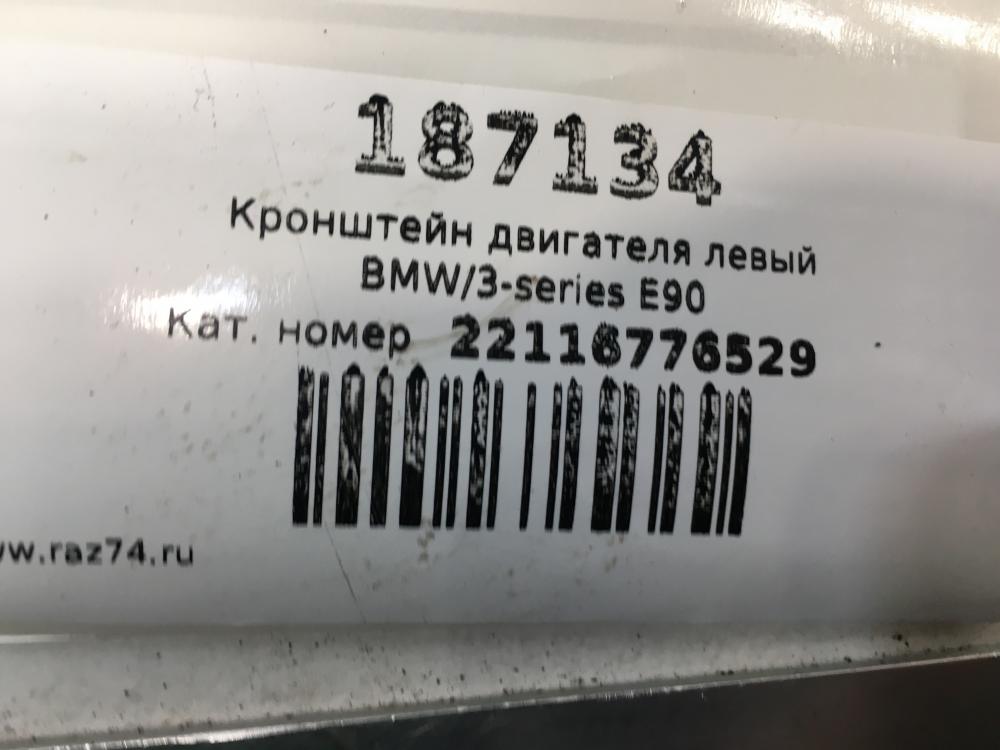 187134
Кронштейн двигателя левый
BMW/3-series E90
Кат. номер 22116776529
w.raz74.ru